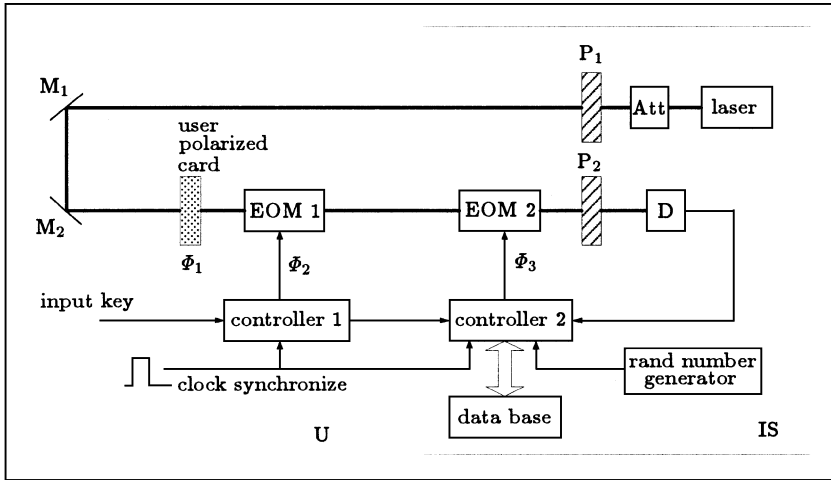 P₁
M₁
Att
laser
user
polarized
card
P₂
M₂
EOM 1
EOM 2
D
Φ₁
Φ₂
Φ₃
input key
controller 1
controller 2
clock synchronize
rand number
generator
data base
U
IS